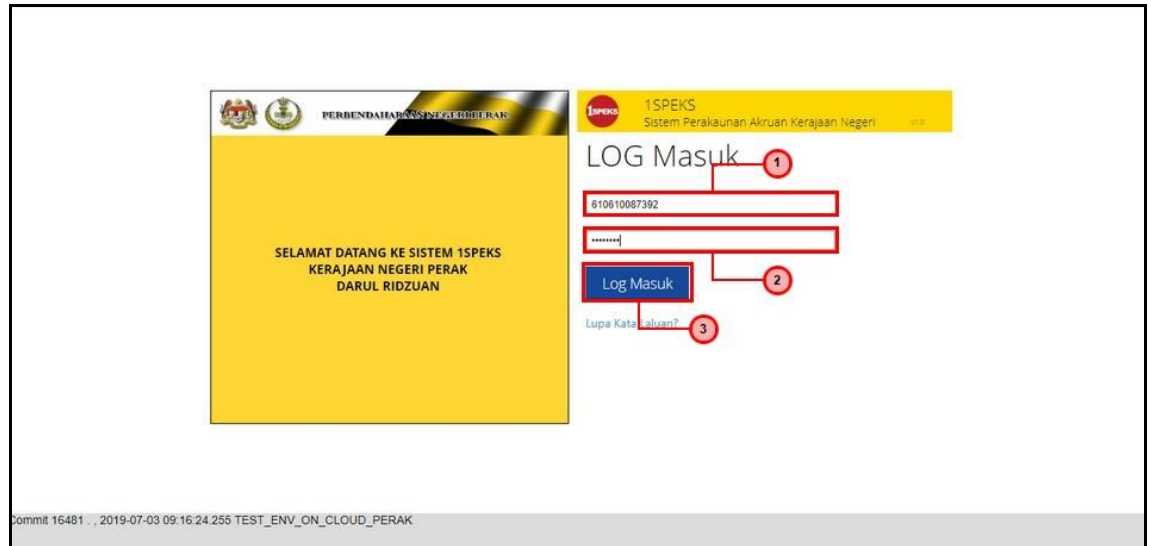 PERBENDAHARAAN NEGERI PERAK
1SPEKS
1SPEKS
Sistem Perakaunan Akruan Kerajaan Negeri v1.0
LOG Masuk
1
610610087392
••••••••
SELAMAT DATANG KE SISTEM 1SPEKS
KERAJAAN NEGERI PERAK
DARUL RIDZUAN
Log Masuk
2
Lupa Kata Laluan?
3
Commit 16481 . , 2019-07-03 09:16:24.255 TEST_ENV_ON_CLOUD_PERAK